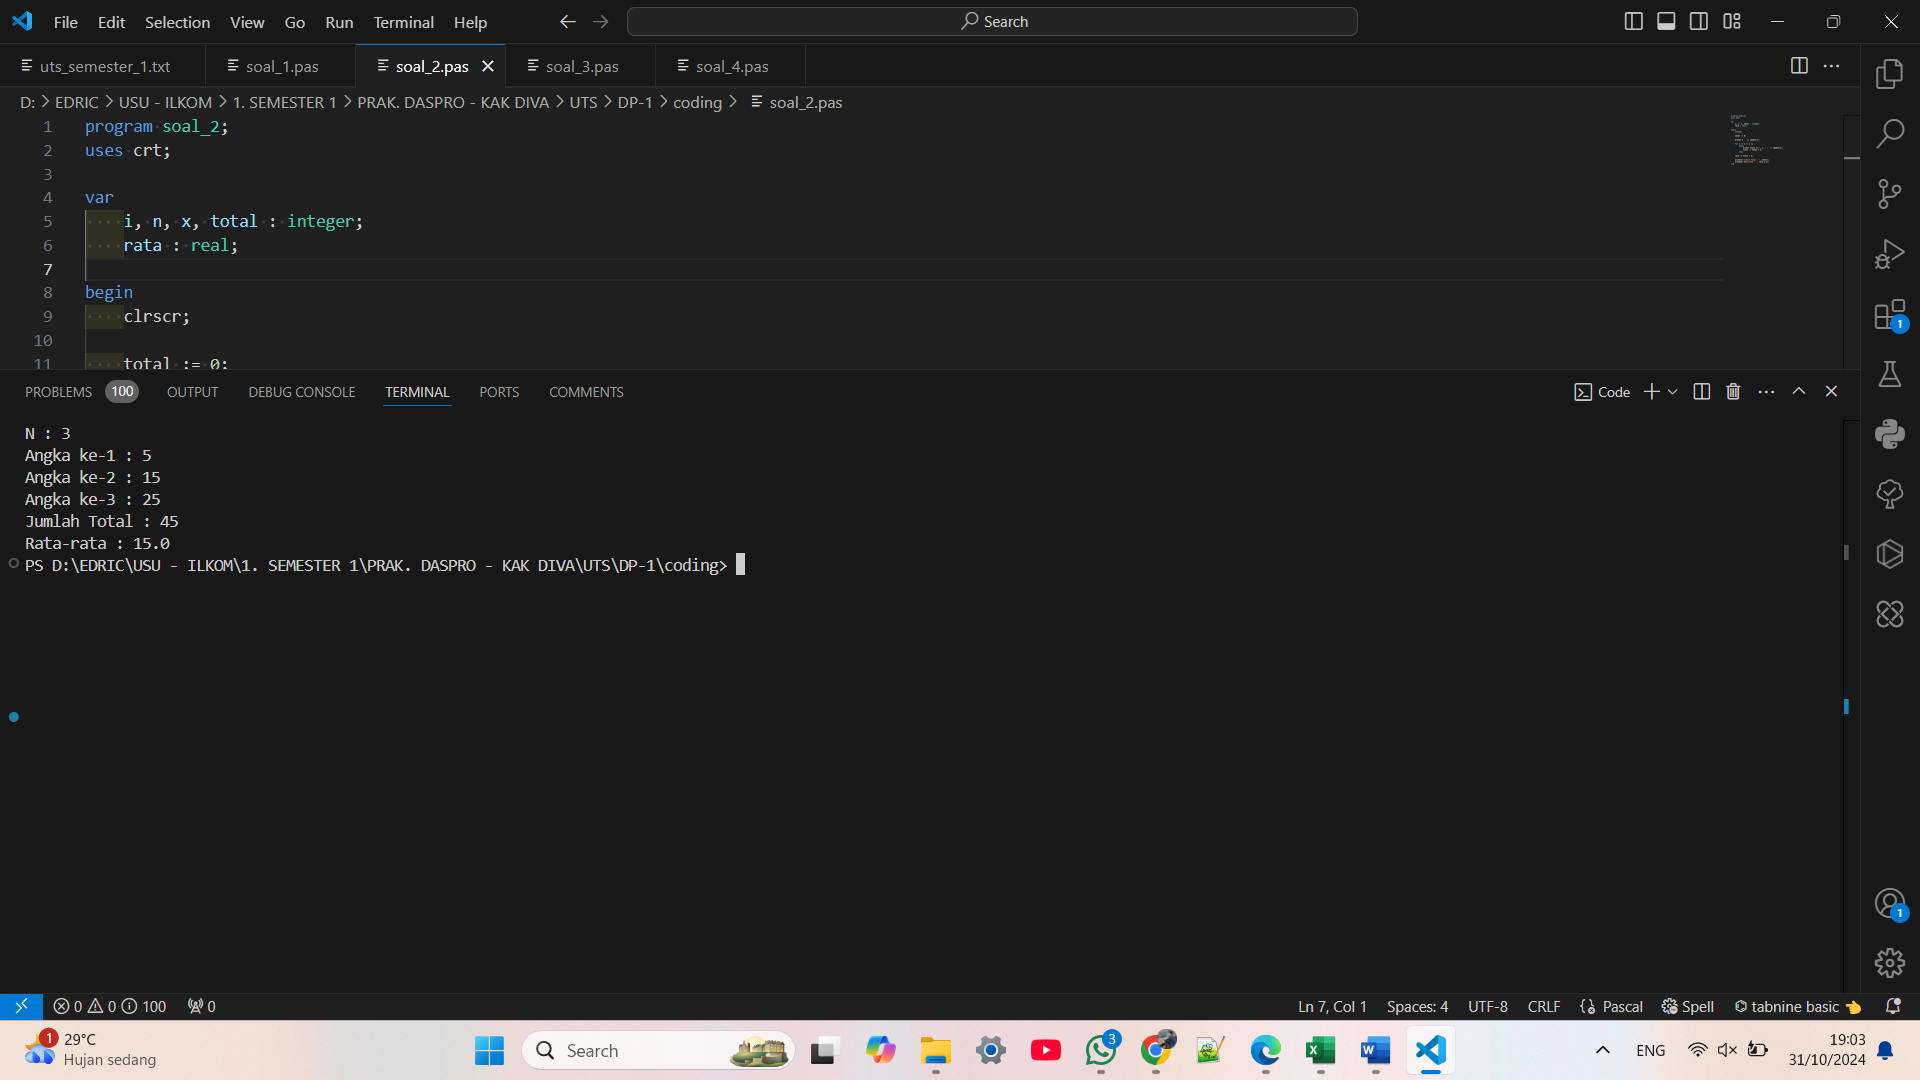 File Edit Selection View Go Run Terminal Help
Search
uts_semester_1.txt soal_1.pas soal_2.pas soal_3.pas soal_4.pas
D: > EDRIC > USU - ILKOM > 1. SEMESTER 1 > PRAK. DASPRO - KAK DIVA > UTS > DP-1 > coding > soal_2.pas
1 program soal_2;
2 uses crt;
3
4 var
5 i, n, x, total : integer;
6 rata : real;
7
8 begin
9 clrscr;
10
11 total := 0;
PROBLEMS 100 OUTPUT DEBUG CONSOLE TERMINAL PORTS COMMENTS
Code
N : 3
Angka ke-1 : 5
Angka ke-2 : 15
Angka ke-3 : 25
Jumlah Total : 45
Rata-rata : 15.0
PS D:\EDRIC\USU - ILKOM\1. SEMESTER 1\PRAK. DASPRO - KAK DIVA\UTS\DP-1\coding>
1
1
0 0 100 0
Ln 7, Col 1 Spaces: 4 UTF-8 CRLF Pascal Spell tabnine basic
1 29°C
Hujan sedang
Search
3
ENG
19:03
31/10/2024